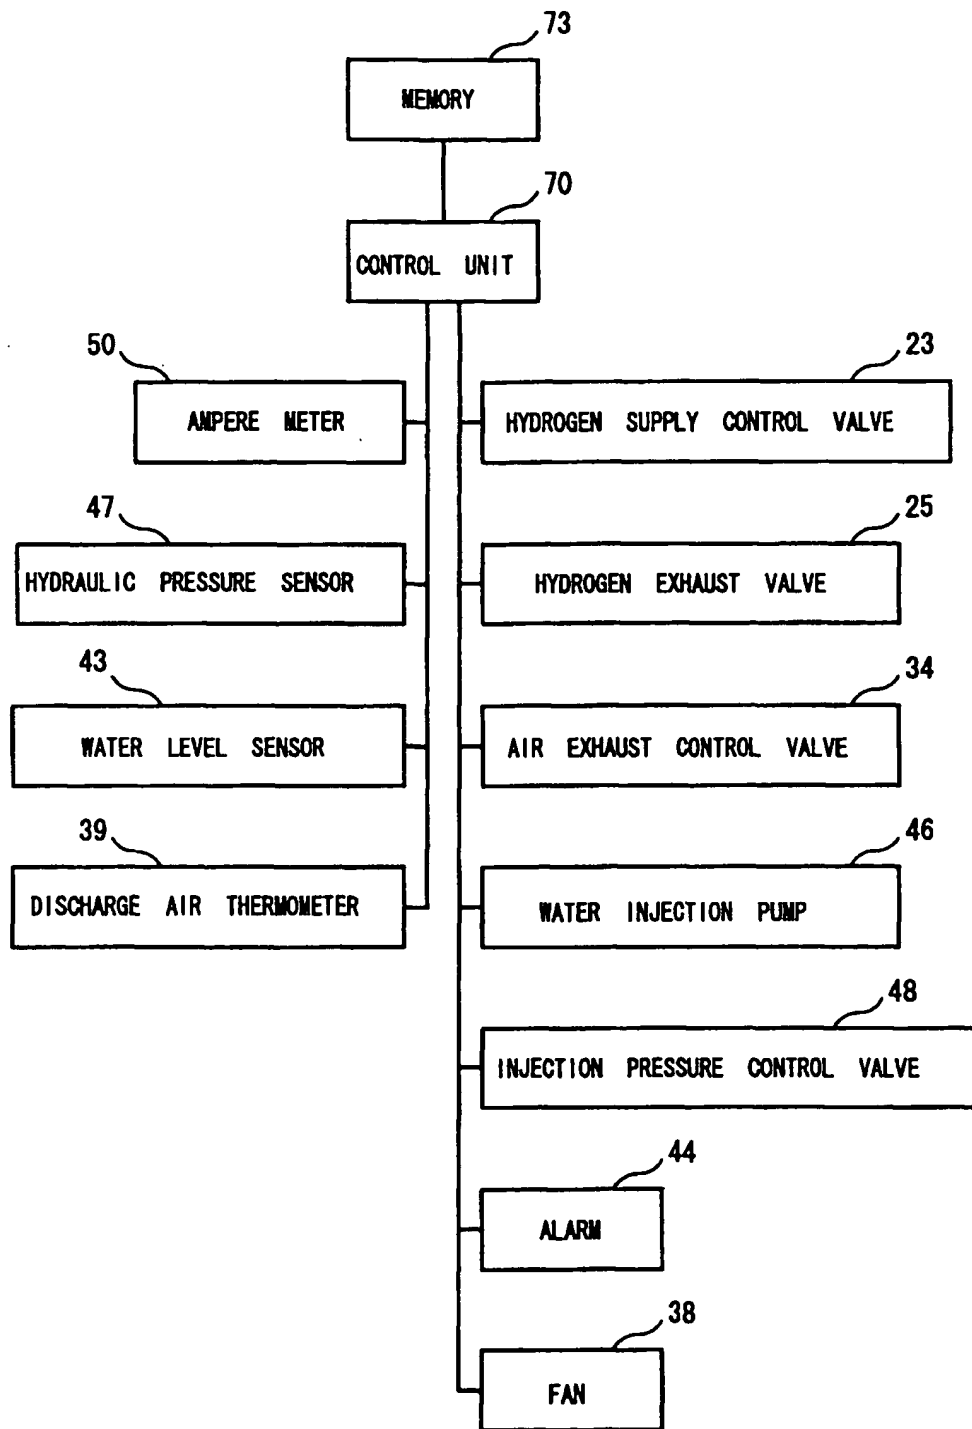 73
MEMORY
70
CONTROL UNIT
50
23
AMPERE METER
HYDROGEN SUPPLY CONTROL VALVE
47
25
HYDRAULIC PRESSURE SENSOR
HYDROGEN EXHAUST VALVE
43
34
WATER LEVEL SENSOR
AIR EXHAUST CONTROL VALVE
39
46
DISCHARGE AIR THERMOMETER
WATER INJECTION PUMP
48
INJECTION PRESSURE CONTROL VALVE
44
ALARM
38
FAN